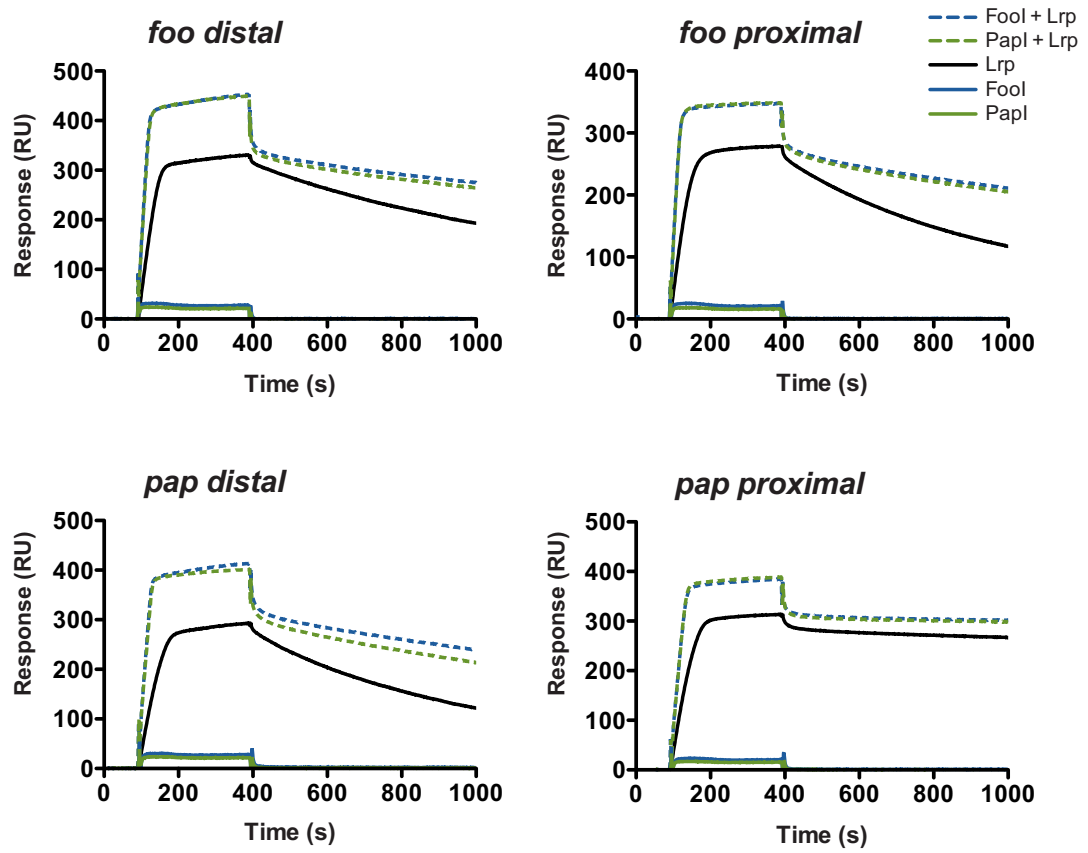 foo distal
500
400
300
200
100
0
Response (RU)
0 200 400 600 800 1000
Time (s)
foo proximal
400
300
200
100
0
Response (RU)
0 200 400 600 800 1000
Time (s)
FooI + Lrp
PapI + Lrp
Lrp
FooI
PapI
pap distal
500
400
300
200
100
0
Response (RU)
0 200 400 600 800 1000
Time (s)
pap proximal
500
400
300
200
100
0
Response (RU)
0 200 400 600 800 1000
Time (s)